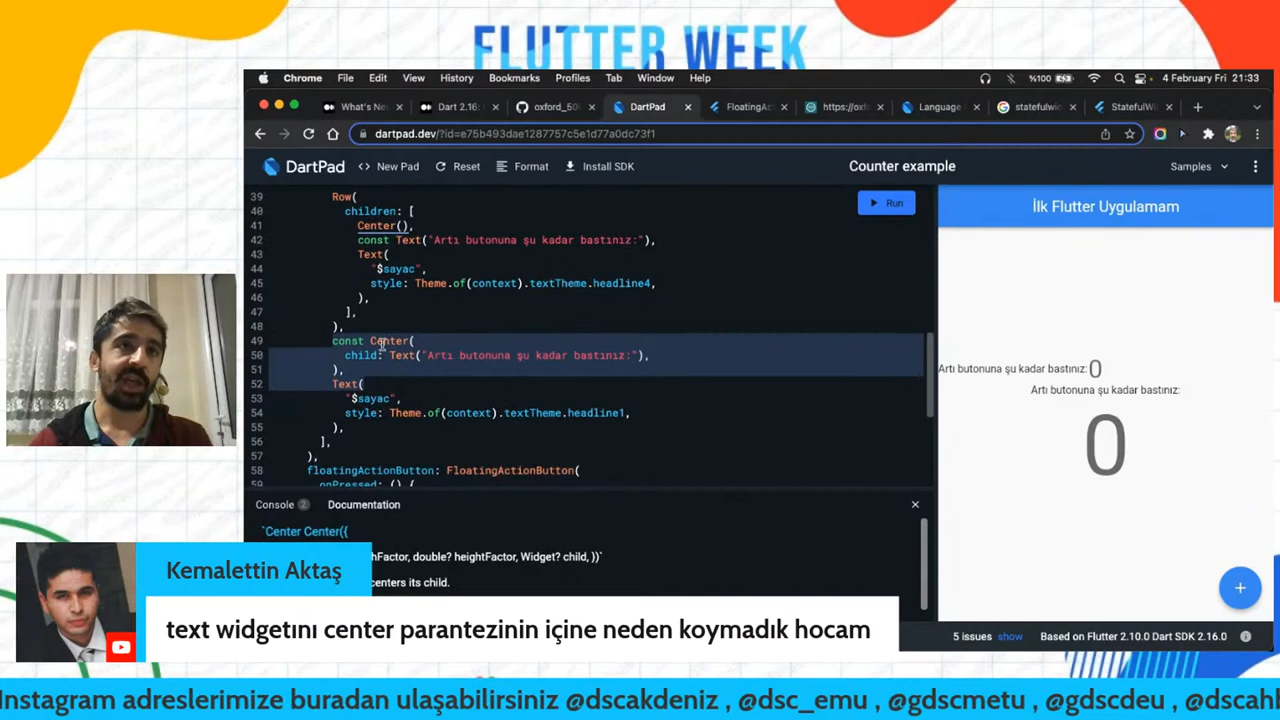 FLUTTER WEEK
Chrome File Edit View History Bookmarks Profiles Tab Window Help %100 4 February Fri 21:33
What's Ne Dart 2.16: oxford_50 DartPad FloatingAc https://oxf Language statefulwic StatefulWi
dartpad.dev/?id=e75b493dae1287757c5e1d77a0dc73f1
DartPad <> New Pad Reset Format Install SDK Counter example Samples
Run
İlk Flutter Uygulamam
39 Row(
40 children: [
41 Center(),
42 const Text("Artı butonuna şu kadar bastınız:"),
43 Text(
44 "$sayac",
45 style: Theme.of(context).textTheme.headline4,
46 ),
47 ],
48 ),
49 const Center(
50 child: Text("Artı butonuna şu kadar bastınız:"),
51 ),
52 Text(
53 "$sayac",
54 style: Theme.of(context).textTheme.headline1,
55 ),
56 ],
57 ),
58 floatingActionButton: FloatingActionButton(
59 onPressed: () {
Artı butonuna şu kadar bastınız: 0
Artı butonuna şu kadar bastınız:
0
+
Console 2 Documentation
`Center Center({
hFactor, double? heightFactor, Widget? child, })`
centers its child.
5 issues show Based on Flutter 2.10.0 Dart SDK 2.16.0
Kemalettin Aktaş
text widgetını center parantezinin içine neden koymadık hocam
Instagram adreslerimize buradan ulaşabilirsiniz @dscakdeniz , @dsc_emu , @gdscmetu , @gdscdeu , @dscah